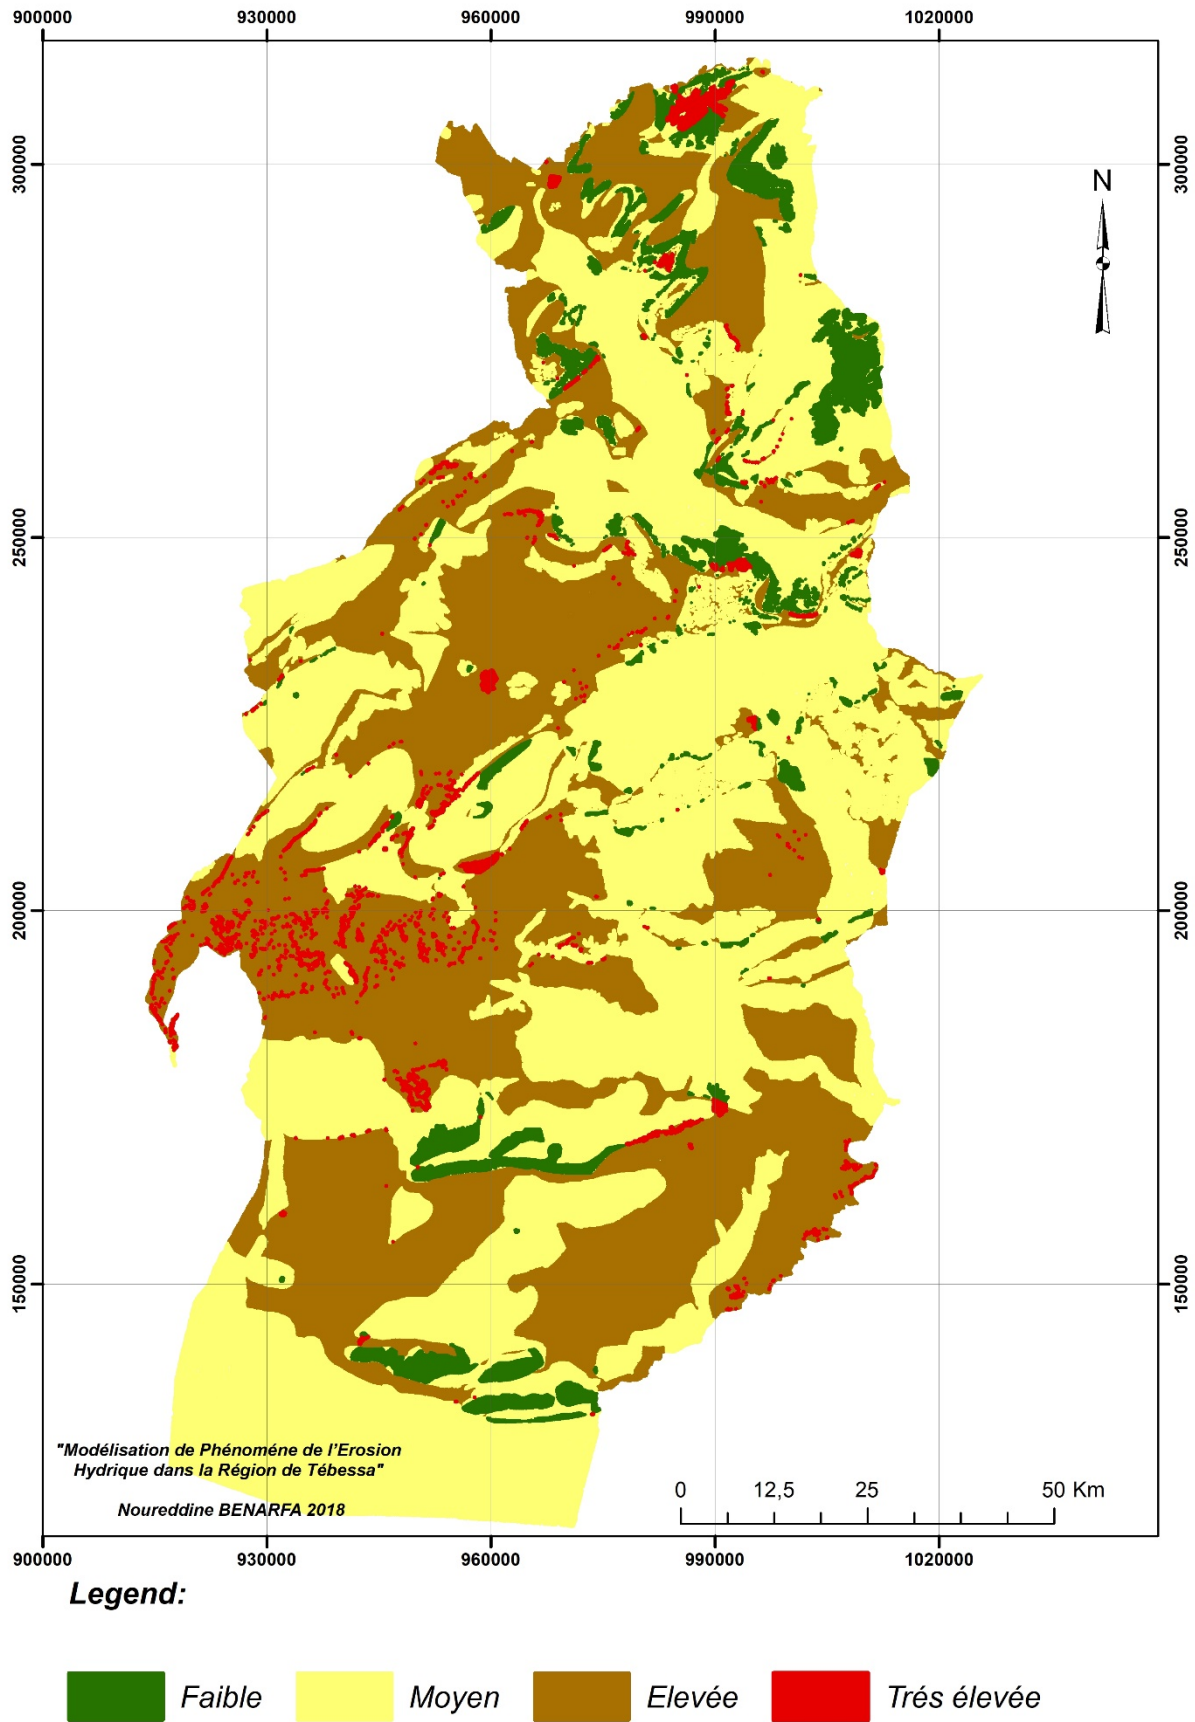 900000 930000 960000 990000 1020000
300000 300000
N
250000 250000
200000 200000
150000 150000
"Modélisation de Phénoméne de l'Erosion
Hydrique dans la Région de Tébessa"
Noureddine BENARFA 2018
0 12,5 25 50 Km
900000 930000 960000 990000 1020000
Legend:
Faible Moyen Elevée Trés élevée